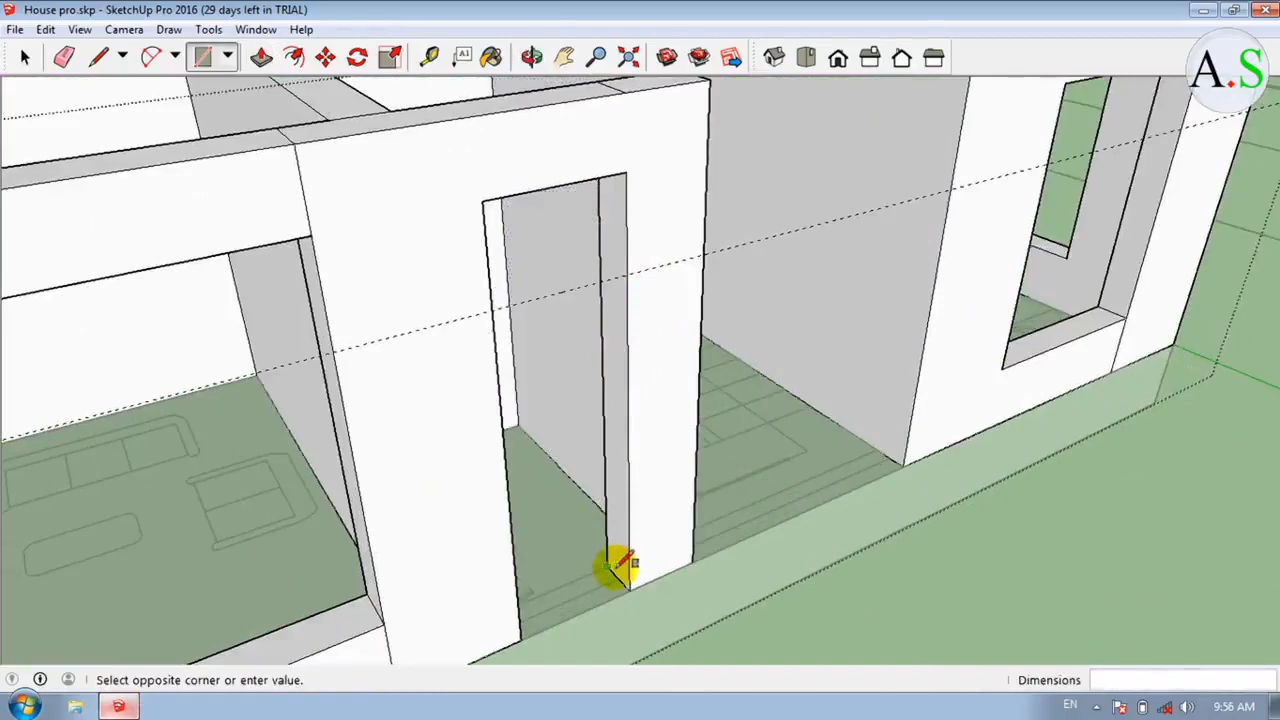 House pro.skp - SketchUp Pro 2016 (29 days left in TRIAL)
File Edit View Camera Draw Tools Window Help
A1
A.S
Select opposite corner or enter value.
Dimensions
EN
9:56 AM